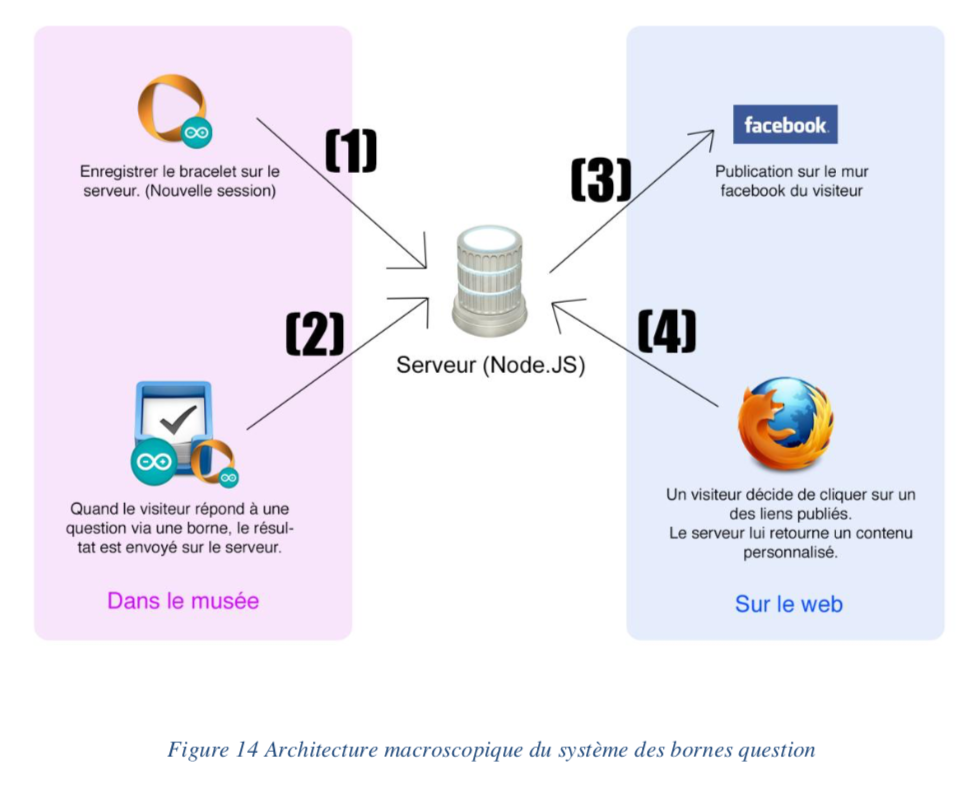 (1)
Enregistrer le bracelet sur le
serveur. (Nouvelle session)
(2)
Quand le visiteur répond à une
question via une borne, le résul-
tat est envoyé sur le serveur.
Dans le musée
Serveur (Node.JS)
(3)
facebook
Publication sur le mur
facebook du visiteur
(4)
Un visiteur décide de cliquer sur un
des liens publiés.
Le serveur lui retourne un contenu
personnalisé.
Sur le web
Figure 14 Architecture macroscopique du système des bornes question